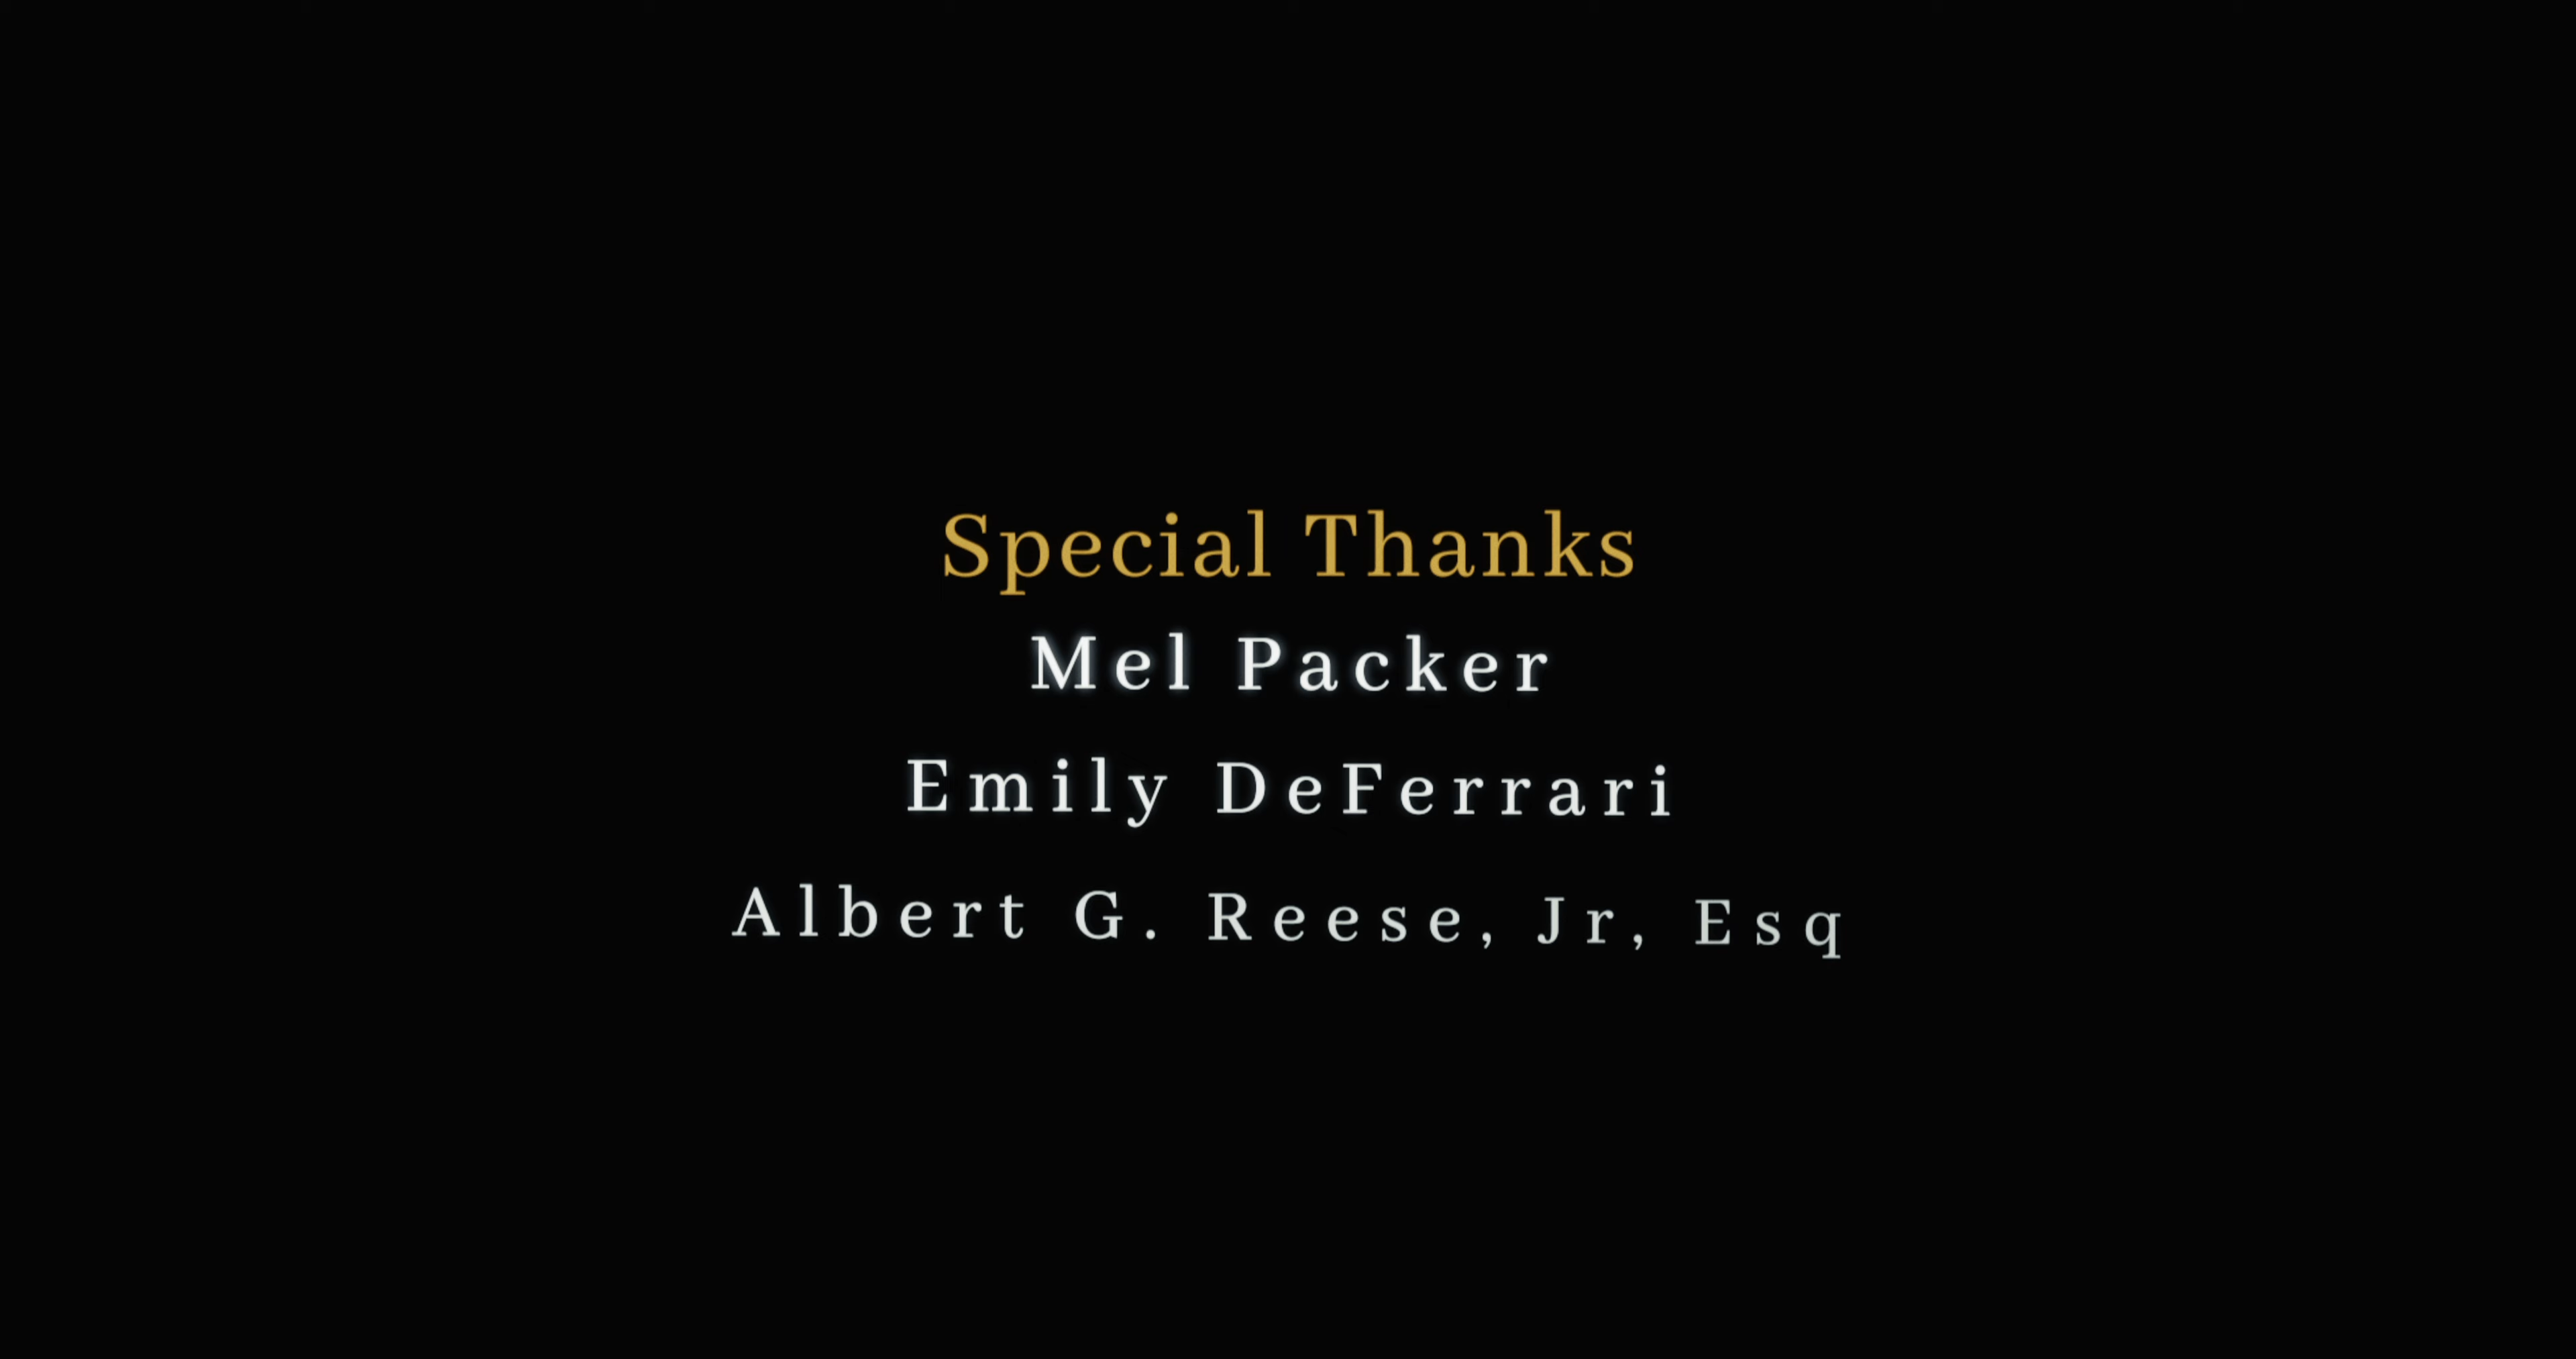 Special Thanks
Mel Packer
Emily DeFerrari
Albert G. Reese, Jr, Esq